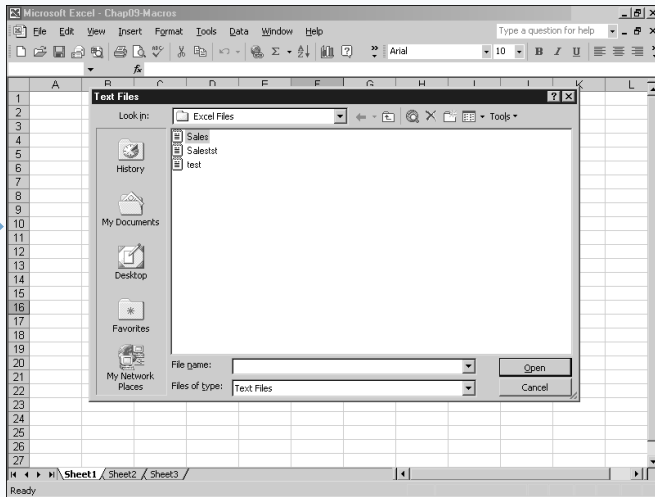 Microsoft Excel - Chap09-Macros
File Edit View Insert Format Tools Data Window Help Type a question for help
Arial 10 B I U
fx
A B C D E F G H I J K L
Text Files
1
Look in: Excel Files Tools
2
3
Sales
4
Salestst
5
test
6
History
7
8
9
My Documents
10
11
12
13
Desktop
14
15
16
17
Favorites
18
19
File name: Open
20
My Network Places
21
Files of type: Text Files Cancel
22
23
24
25
26
27
Sheet1 Sheet2 Sheet3
Ready